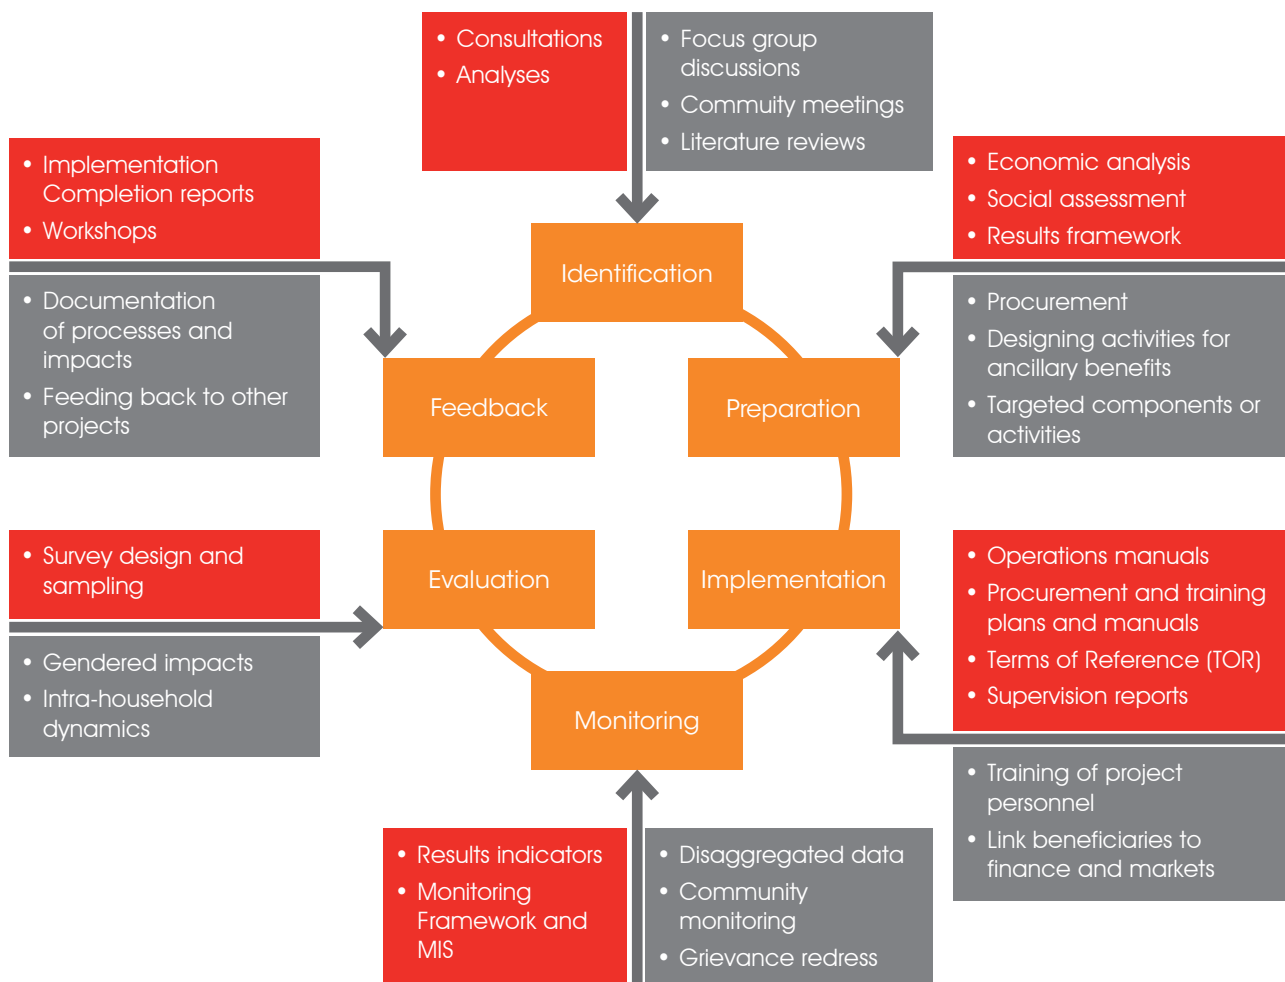 • Consultations
• Analyses
• Focus group
discussions
• Commuity meetings
• Literature reviews
• Implementation
Completion reports
• Workshops
• Documentation
of processes and
impacts
• Feeding back to other
projects
• Economic analysis
• Social assessment
• Results framework
• Procurement
• Designing activities for
ancillary benefits
• Targeted components or
activities
Identification
Feedback
Preparation
Evaluation
Implementation
Monitoring
• Survey design and
sampling
• Gendered impacts
• Intra-household
dynamics
• Operations manuals
• Procurement and training
plans and manuals
• Terms of Reference (TOR)
• Supervision reports
• Training of project
personnel
• Link beneficiaries to
finance and markets
• Results indicators
• Monitoring
Framework and
MIS
• Disaggregated data
• Community
monitoring
• Grievance redress